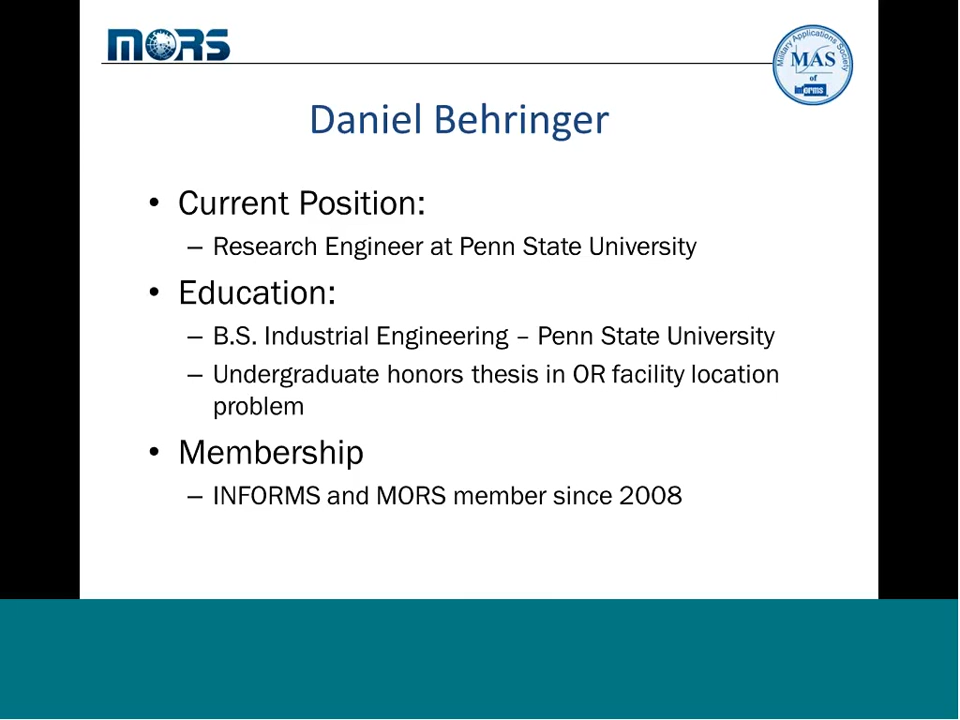 MORS
Military Applications Society
MAS
of
informs
Daniel Behringer
• Current Position:
– Research Engineer at Penn State University
• Education:
– B.S. Industrial Engineering – Penn State University
– Undergraduate honors thesis in OR facility location
problem
• Membership
– INFORMS and MORS member since 2008